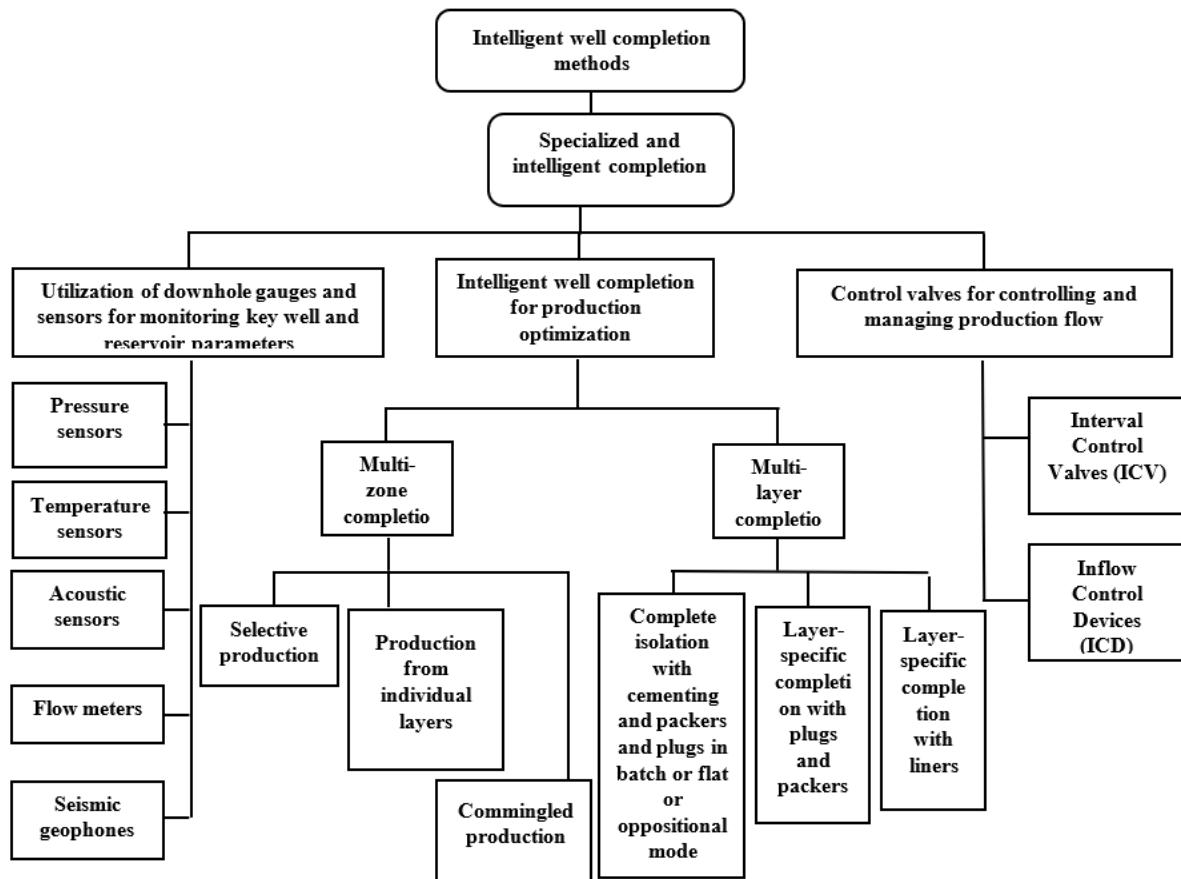 Intelligent well completion
methods
Specialized and
intelligent completion
Utilization of downhole gauges and
sensors for monitoring key well and
reservoir parameters
Intelligent well completion
for production
optimization
Control valves for controlling and
managing production flow
Pressure
sensors
Temperature
sensors
Acoustic
sensors
Flow meters
Seismic
geophones
Multi-
zone
completio
Selective
production
Production
from
individual
layers
Commingled
production
Multi-
layer
completio
Complete
isolation
with
cementing
and packers
and plugs in
batch or flat
or
oppositional
mode
Layer-
specific
completi
on with
plugs
and
packers
Layer-
specific
comple
tion
with
liners
Interval
Control
Valves (ICV)
Inflow
Control
Devices
(ICD)